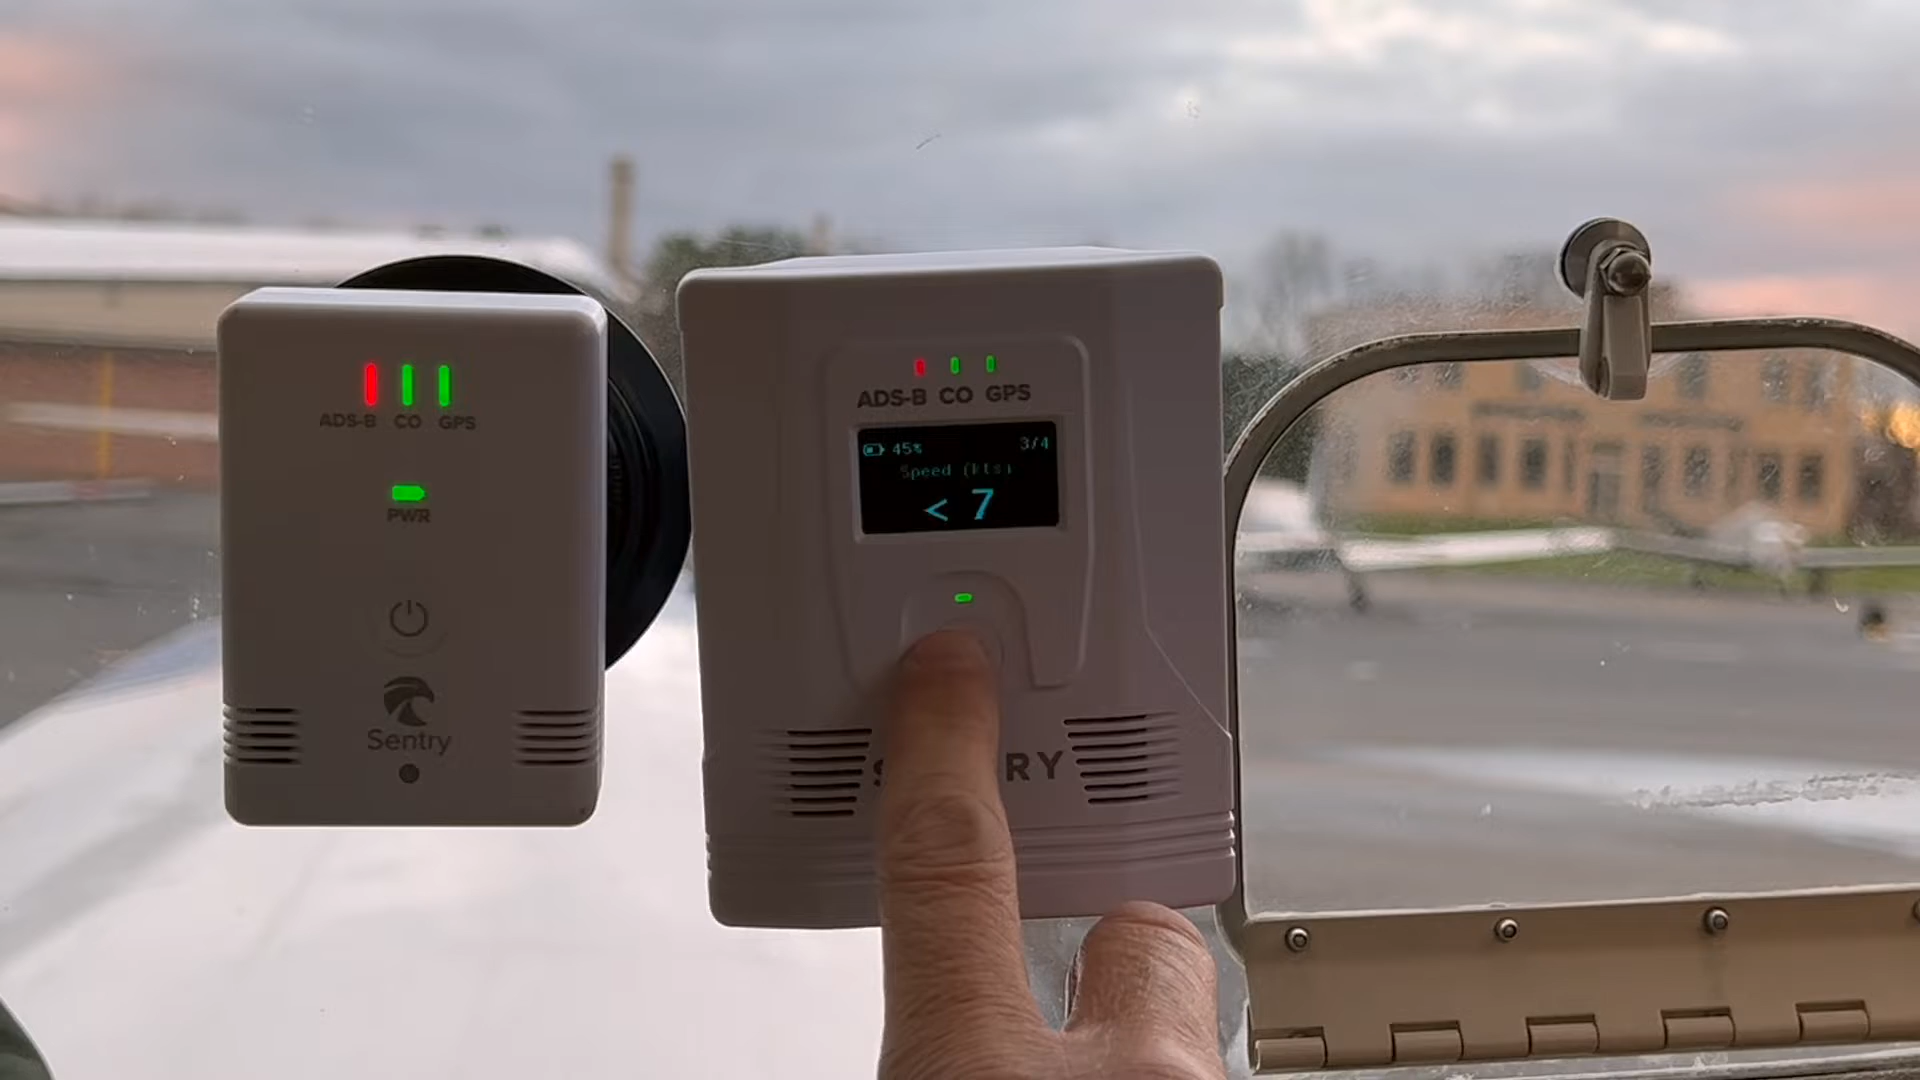 ADS-B CO GPS
PWR
Sentry
ADS-B CO GPS
45% 3/4
Speed (kts)
< 7
RY